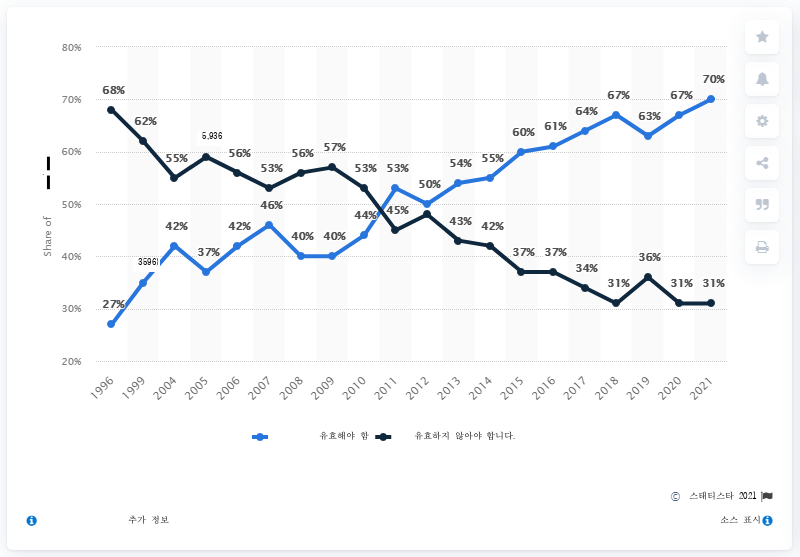 80%
70%
60%
50%
40%
30%
20%
Share of
68% 62% 55% 5,936 56% 53% 56% 57% 53% 45% 43% 42% 37% 37% 34% 31% 36% 31% 31%
27% 3596) 42% 37% 42% 46% 40% 40% 44% 53% 50% 54% 55% 60% 61% 64% 67% 63% 67% 70%
1996 1999 2004 2005 2006 2007 2008 2009 2010 2011 2012 2013 2014 2015 2016 2017 2018 2019 2020 2021
유효해야 함 유효하지 않아야 합니다.
© 스태티스타 2021
추가 정보 소스 표시